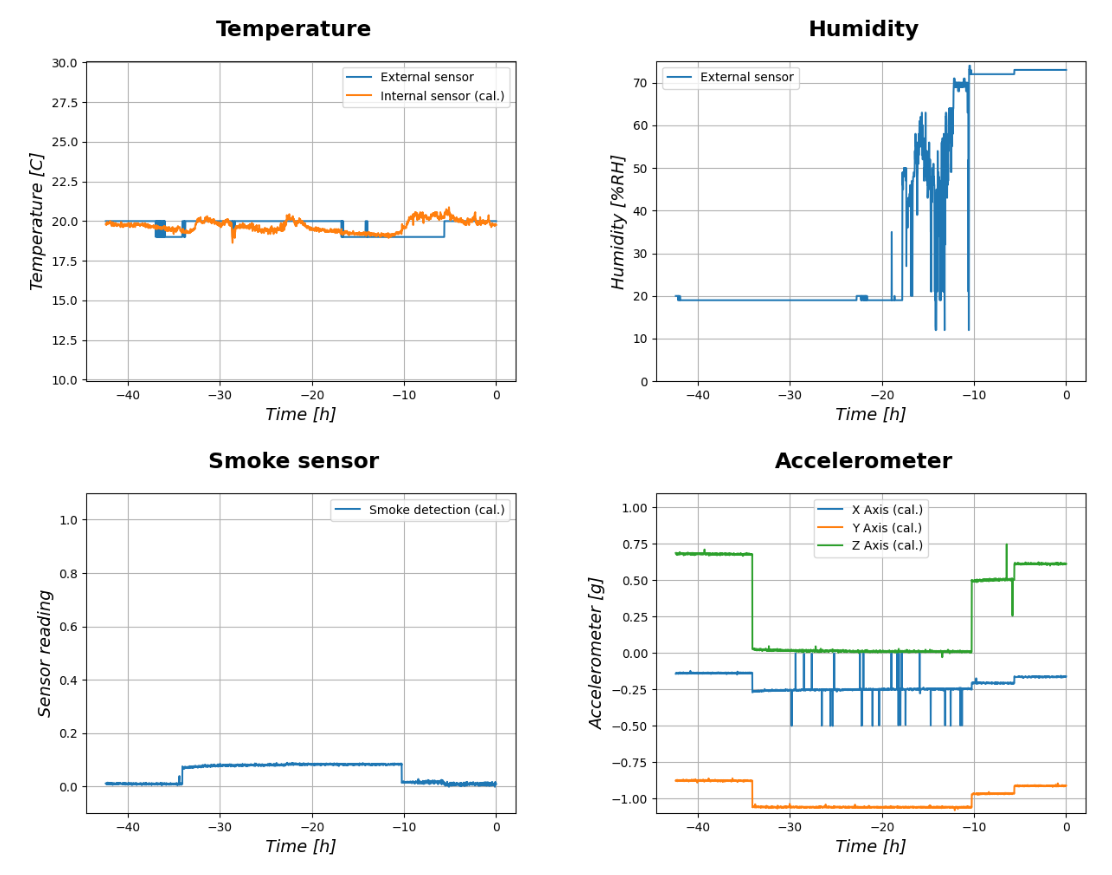 Temperature
Temperature [C]
30.0
27.5
25.0
22.5
20.0
17.5
15.0
12.5
10.0
External sensor
Internal sensor (cal.)
−40 −30 −20 −10 0
Time [h]
Humidity
Humidity [%RH]
70
60
50
40
30
20
10
0
External sensor
−40 −30 −20 −10 0
Time [h]
Smoke sensor
Sensor reading
1.0
0.8
0.6
0.4
0.2
0.0
Smoke detection (cal.)
−40 −30 −20 −10 0
Time [h]
Accelerometer
Accelerometer [g]
1.00
0.75
0.50
0.25
0.00
−0.25
−0.50
−0.75
−1.00
X Axis (cal.)
Y Axis (cal.)
Z Axis (cal.)
−40 −30 −20 −10 0
Time [h]